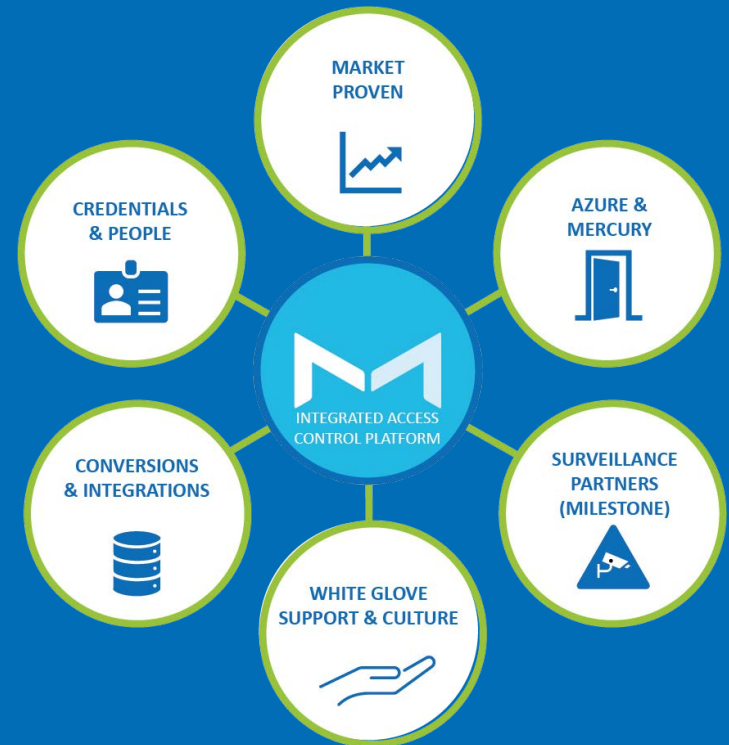 MARKET
PROVEN
CREDENTIALS
& PEOPLE
AZURE &
MERCURY
INTEGRATED ACCESS
CONTROL PLATFORM
CONVERSIONS
& INTEGRATIONS
SURVEILLANCE
PARTNERS
(MILESTONE)
WHITE GLOVE
SUPPORT & CULTURE